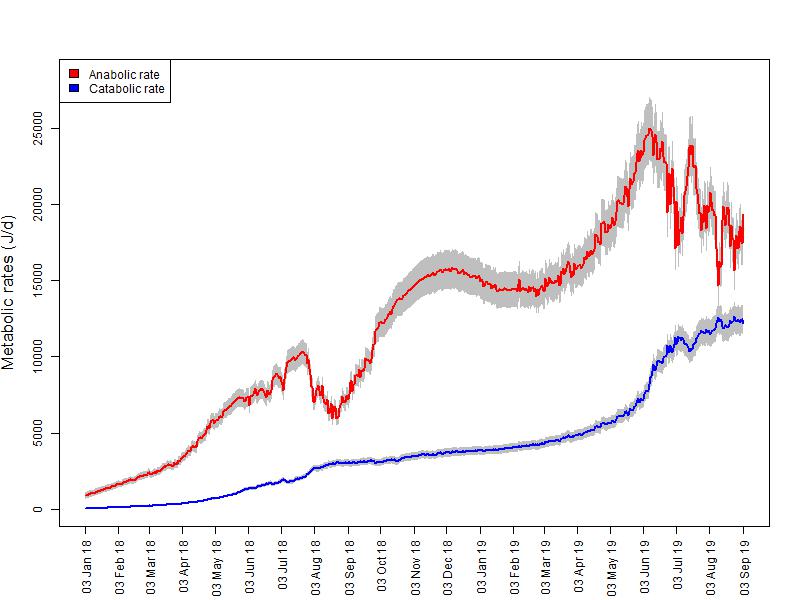 Anabolic rate
Catabolic rate
Metabolic rates (J/d)
25000
20000
15000
10000
5000
0
03 Jan 18
03 Feb 18
03 Mar 18
03 Apr 18
03 May 18
03 Jun 18
03 Jul 18
03 Aug 18
03 Sep 18
03 Oct 18
03 Nov 18
03 Dec 18
03 Jan 19
03 Feb 19
03 Mar 19
03 Apr 19
03 May 19
03 Jun 19
03 Jul 19
03 Aug 19
03 Sep 19